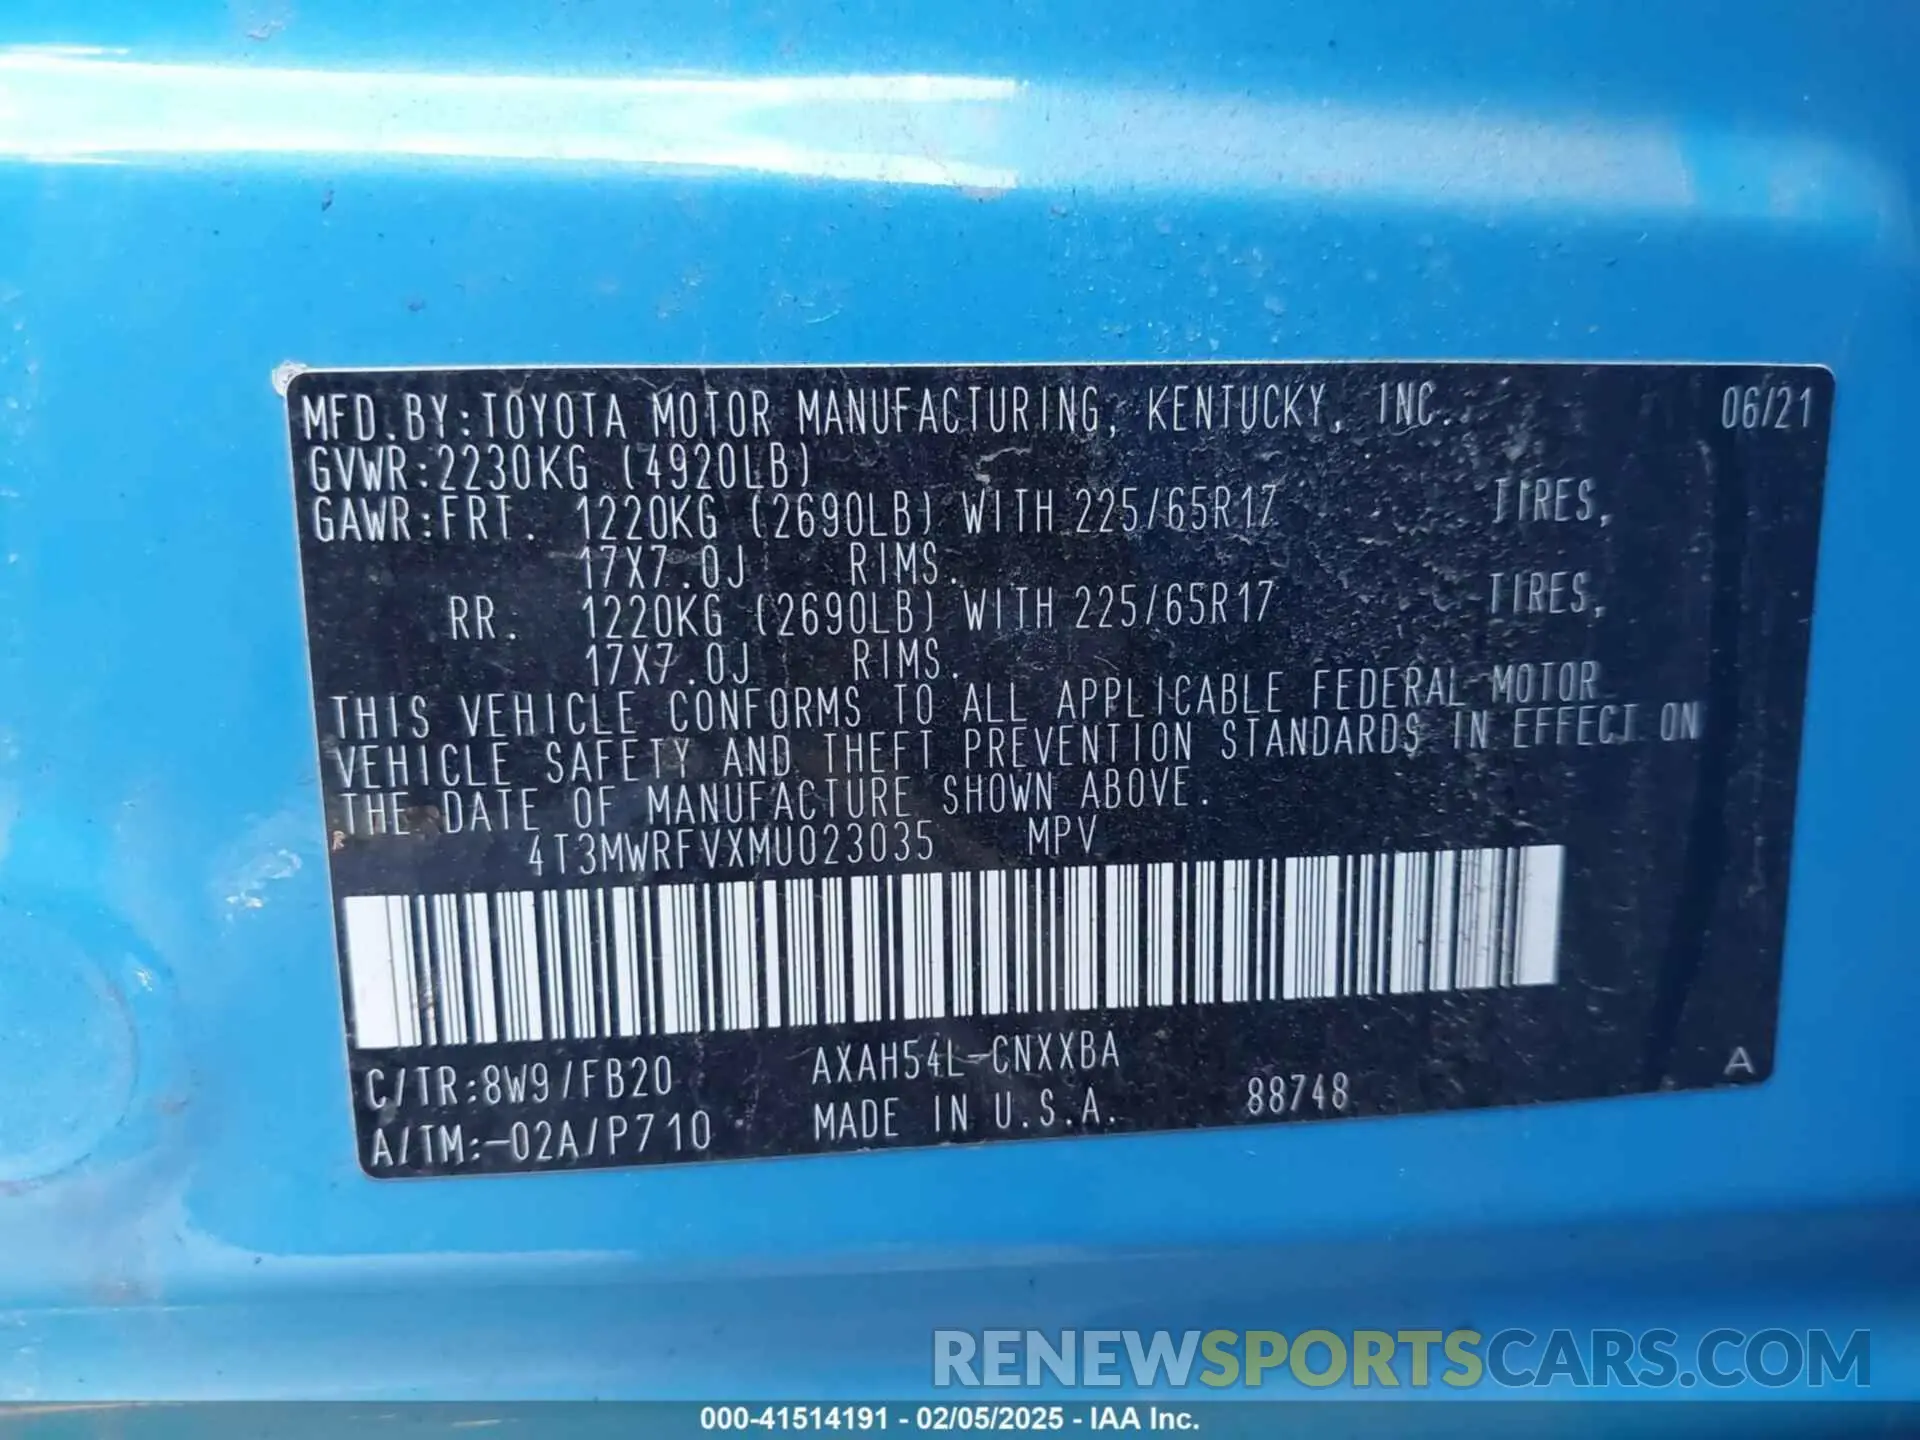 MFD.BY:TOYOTA MOTOR MANUFACTURING, KENTUCKY, INC. 06/21
GVWR:2230KG (4920LB)
GAWR:FRT. 1220KG (2690LB) WITH 225/65R17 TIRES,
17X7.0J RIMS.
RR. 1220KG (2690LB) WITH 225/65R17 TIRES,
17X7.0J RIMS.
THIS VEHICLE CONFORMS TO ALL APPLICABLE FEDERAL MOTOR
VEHICLE SAFETY AND THEFT PREVENTION STANDARDS IN EFFECT ON
THE DATE OF MANUFACTURE SHOWN ABOVE.
R 4T3MWRFVXMU023035 MPV
C/TR:8W9/FB20 AXAH54L-CNXXBA A
A/TM:-02A/P710 MADE IN U.S.A. 88748
RENEWSPORTSCARS.COM
000-41514191 - 02/05/2025 - IAA Inc.